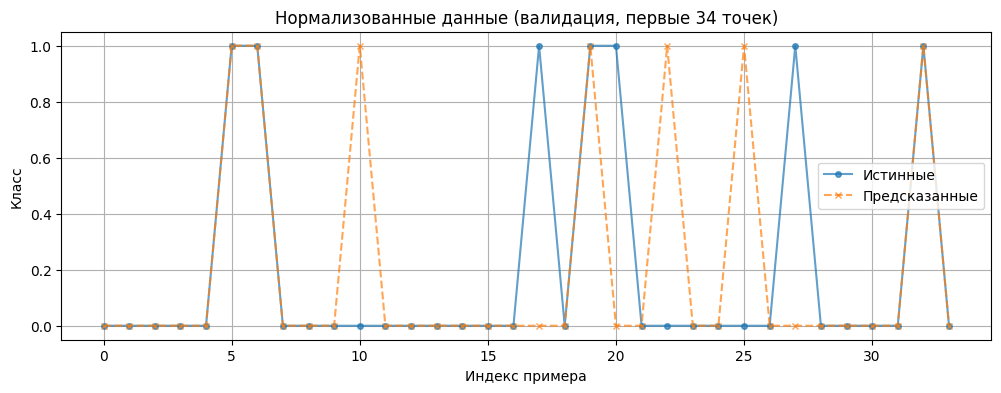 Нормализованные данные (валидация, первые 34 точек)
1.0
0.8
0.6
0.4
0.2
0.0
Класс
Истинные
Предсказанные
0 5 10 15 20 25 30
Индекс примера